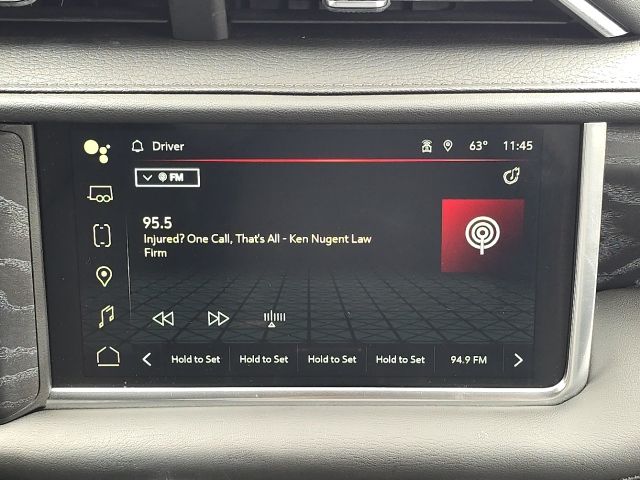 Driver
63° 11:45
FM
95.5
Injured? One Call, That's All - Ken Nugent Law
Firm
Hold to Set Hold to Set Hold to Set Hold to Set 94.9 FM